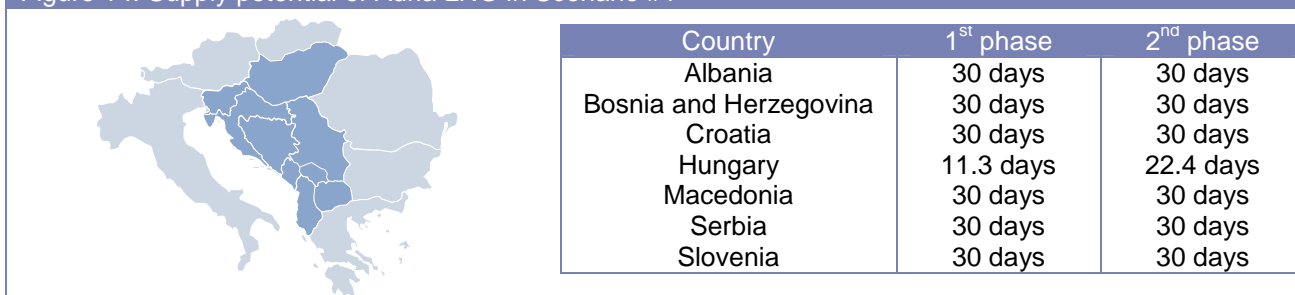 Country 1st phase 2nd phase
Albania 30 days 30 days
Bosnia and Herzegovina 30 days 30 days
Croatia 30 days 30 days
Hungary 11.3 days 22.4 days
Macedonia 30 days 30 days
Serbia 30 days 30 days
Slovenia 30 days 30 days